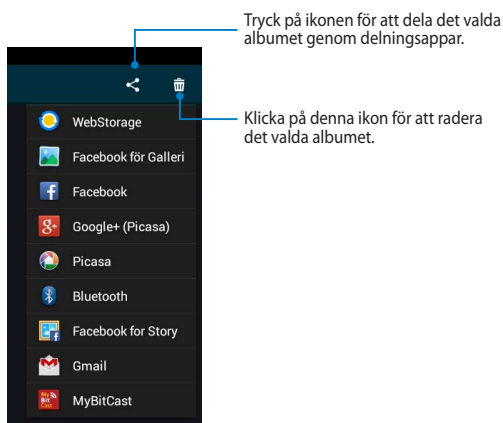 Tryck på ikonen för att dela det valda
albumet genom delningsappar.
Klicka på denna ikon för att radera
det valda albumet.
WebStorage
Facebook för Galleri
Facebook
Google+ (Picasa)
Picasa
Bluetooth
Facebook for Story
Gmail
MyBitCast